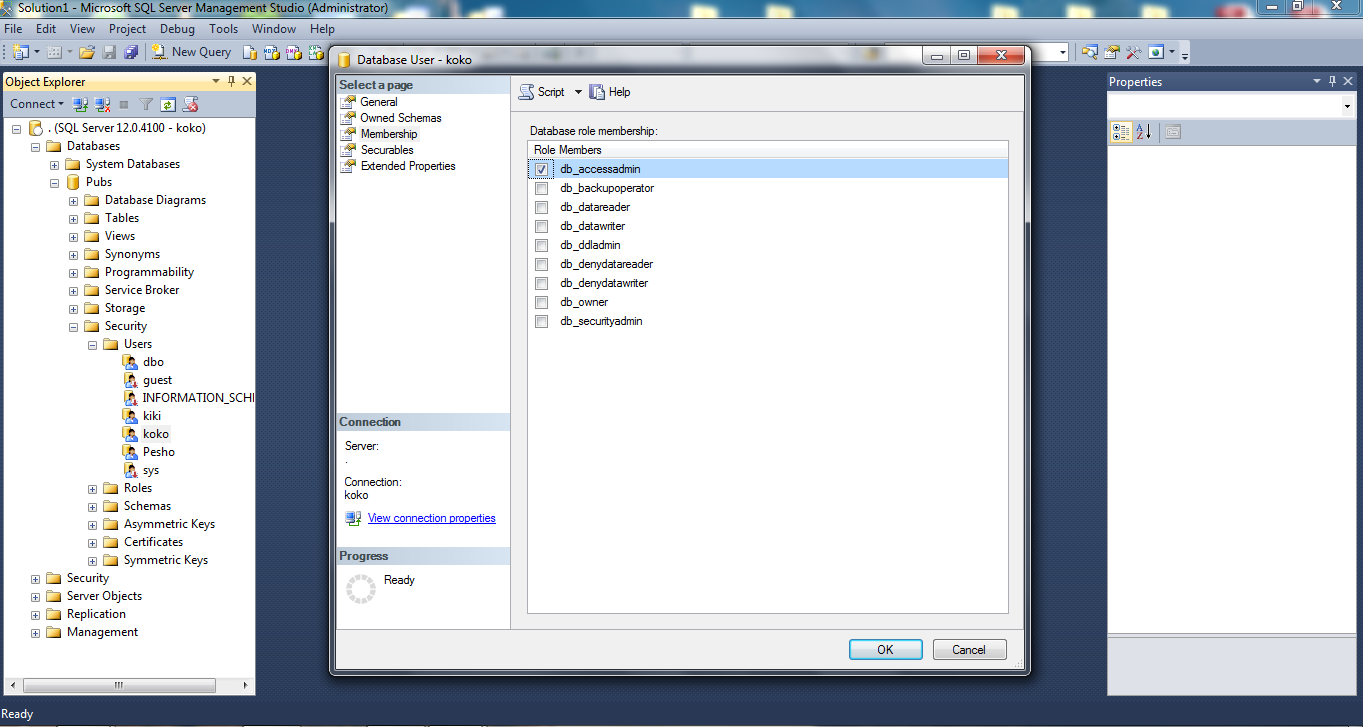 Solution1 - Microsoft SQL Server Management Studio (Administrator)
File Edit View Project Debug Tools Window Help
New Query
Object Explorer
Connect
. (SQL Server 12.0.4100 - koko)
Databases
System Databases
Pubs
Database Diagrams
Tables
Views
Synonyms
Programmability
Service Broker
Storage
Security
Users
dbo
guest
INFORMATION_SCHE
kiki
koko
Pesho
sys
Roles
Schemas
Asymmetric Keys
Certificates
Symmetric Keys
Security
Server Objects
Replication
Management
Database User - koko
Select a page
General
Owned Schemas
Membership
Securables
Extended Properties
Connection
Server:
.
Connection:
koko
View connection properties
Progress
Ready
Script Help
Database role membership:
Role Members
db_accessadmin
db_backupoperator
db_datareader
db_datawriter
db_ddladmin
db_denydatareader
db_denydatawriter
db_owner
db_securityadmin
OK Cancel
Properties
Ready